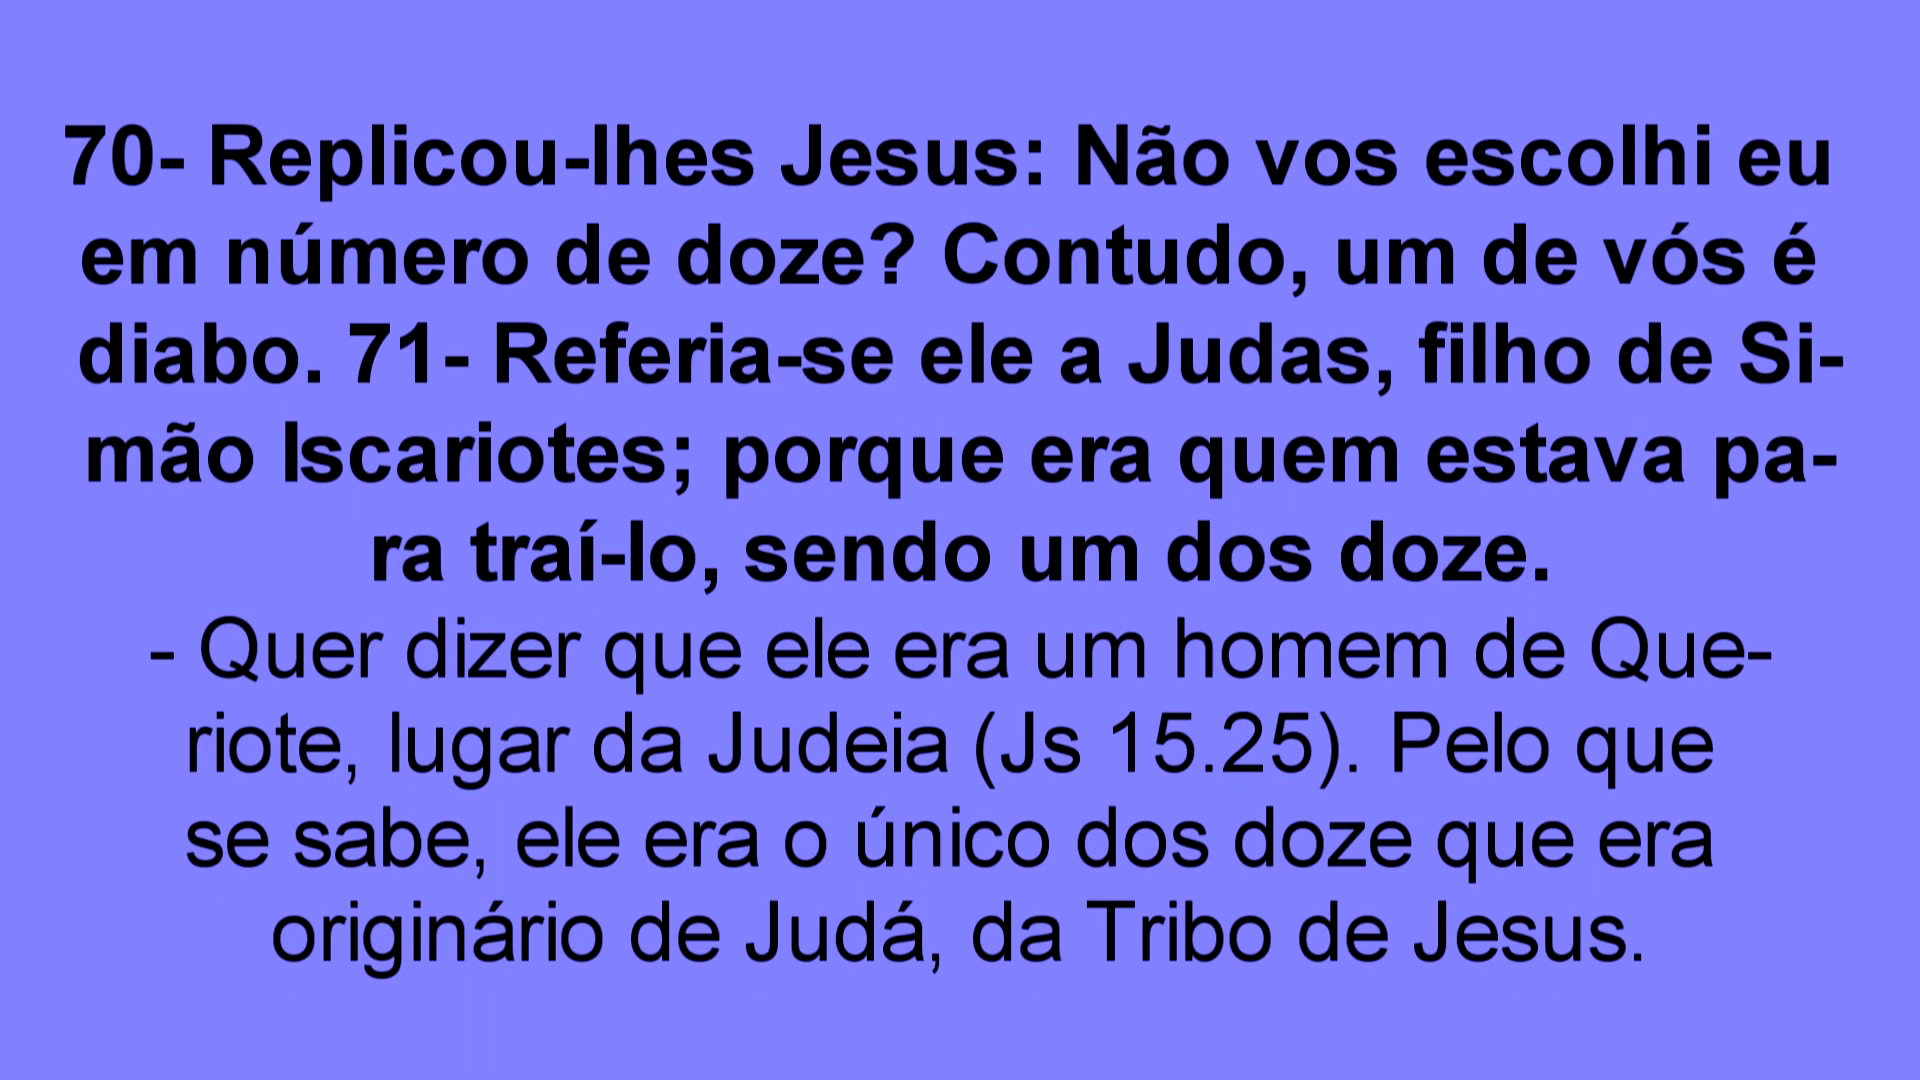 70- Replicou-lhes Jesus: Não vos escolhi eu
em número de doze? Contudo, um de vós é
diabo. 71- Referia-se ele a Judas, filho de Si-
mão Iscariotes; porque era quem estava pa-
ra traí-lo, sendo um dos doze.
- Quer dizer que ele era um homem de Que-
riote, lugar da Judeia (Js 15.25). Pelo que
se sabe, ele era o único dos doze que era
originário de Judá, da Tribo de Jesus.